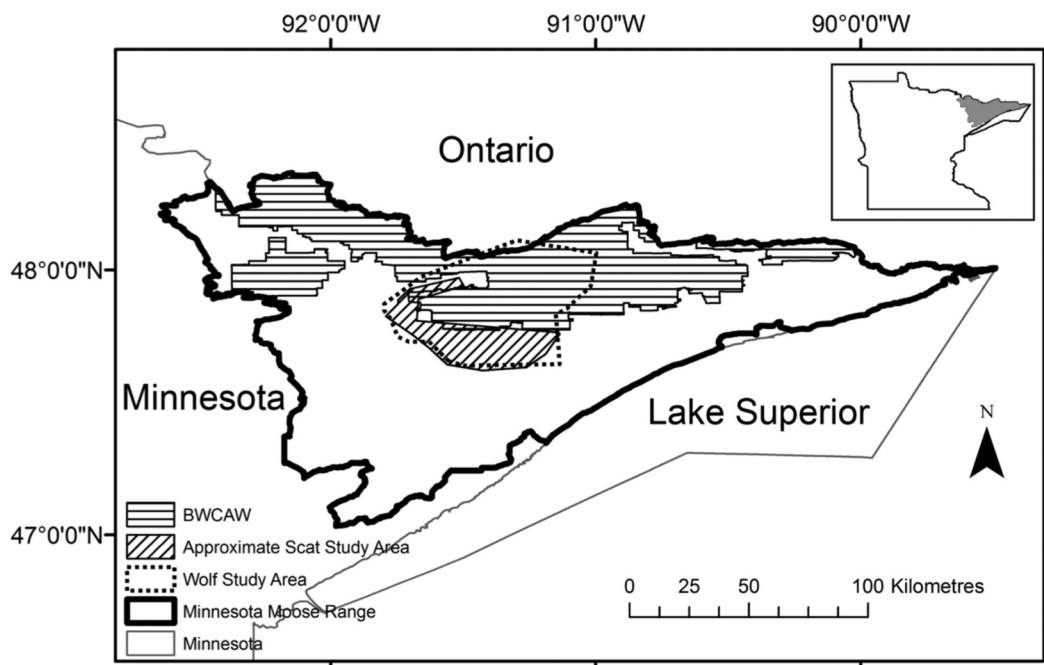 92°0'0"W 91°0'0"W 90°0'0"W
Ontario
48°0'0"N
Minnesota
Lake Superior
N
47°0'0"N
BWCAW
Approximate Scat Study Area
Wolf Study Area
Minnesota Moose Range
Minnesota
0 25 50 100 Kilometres